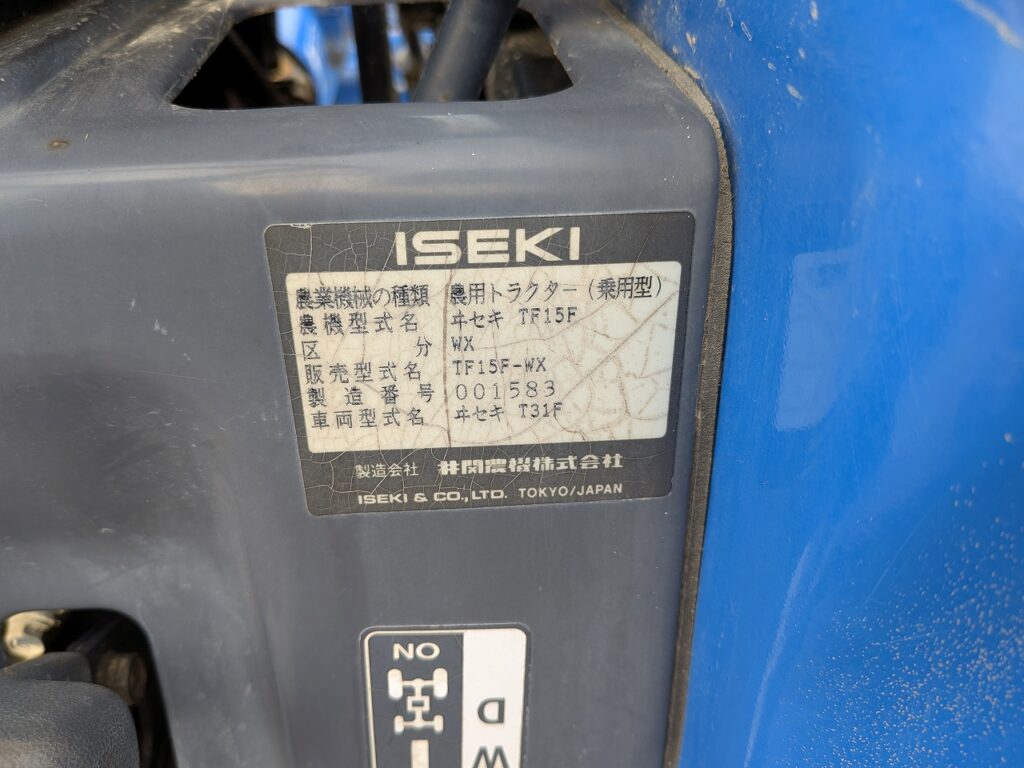 ISEKI
農業機械の種類 農用トラクター(乗用型)
農機型式名 ヰセキ TF15F
区分 WX
販売型式名 TF15F-WX
製造番号 001583
車両型式名 ヰセキ T31F
製造会社 井関農機株式会社
ISEKI & CO.,LTD. TOKYO/JAPAN
NO
D
W